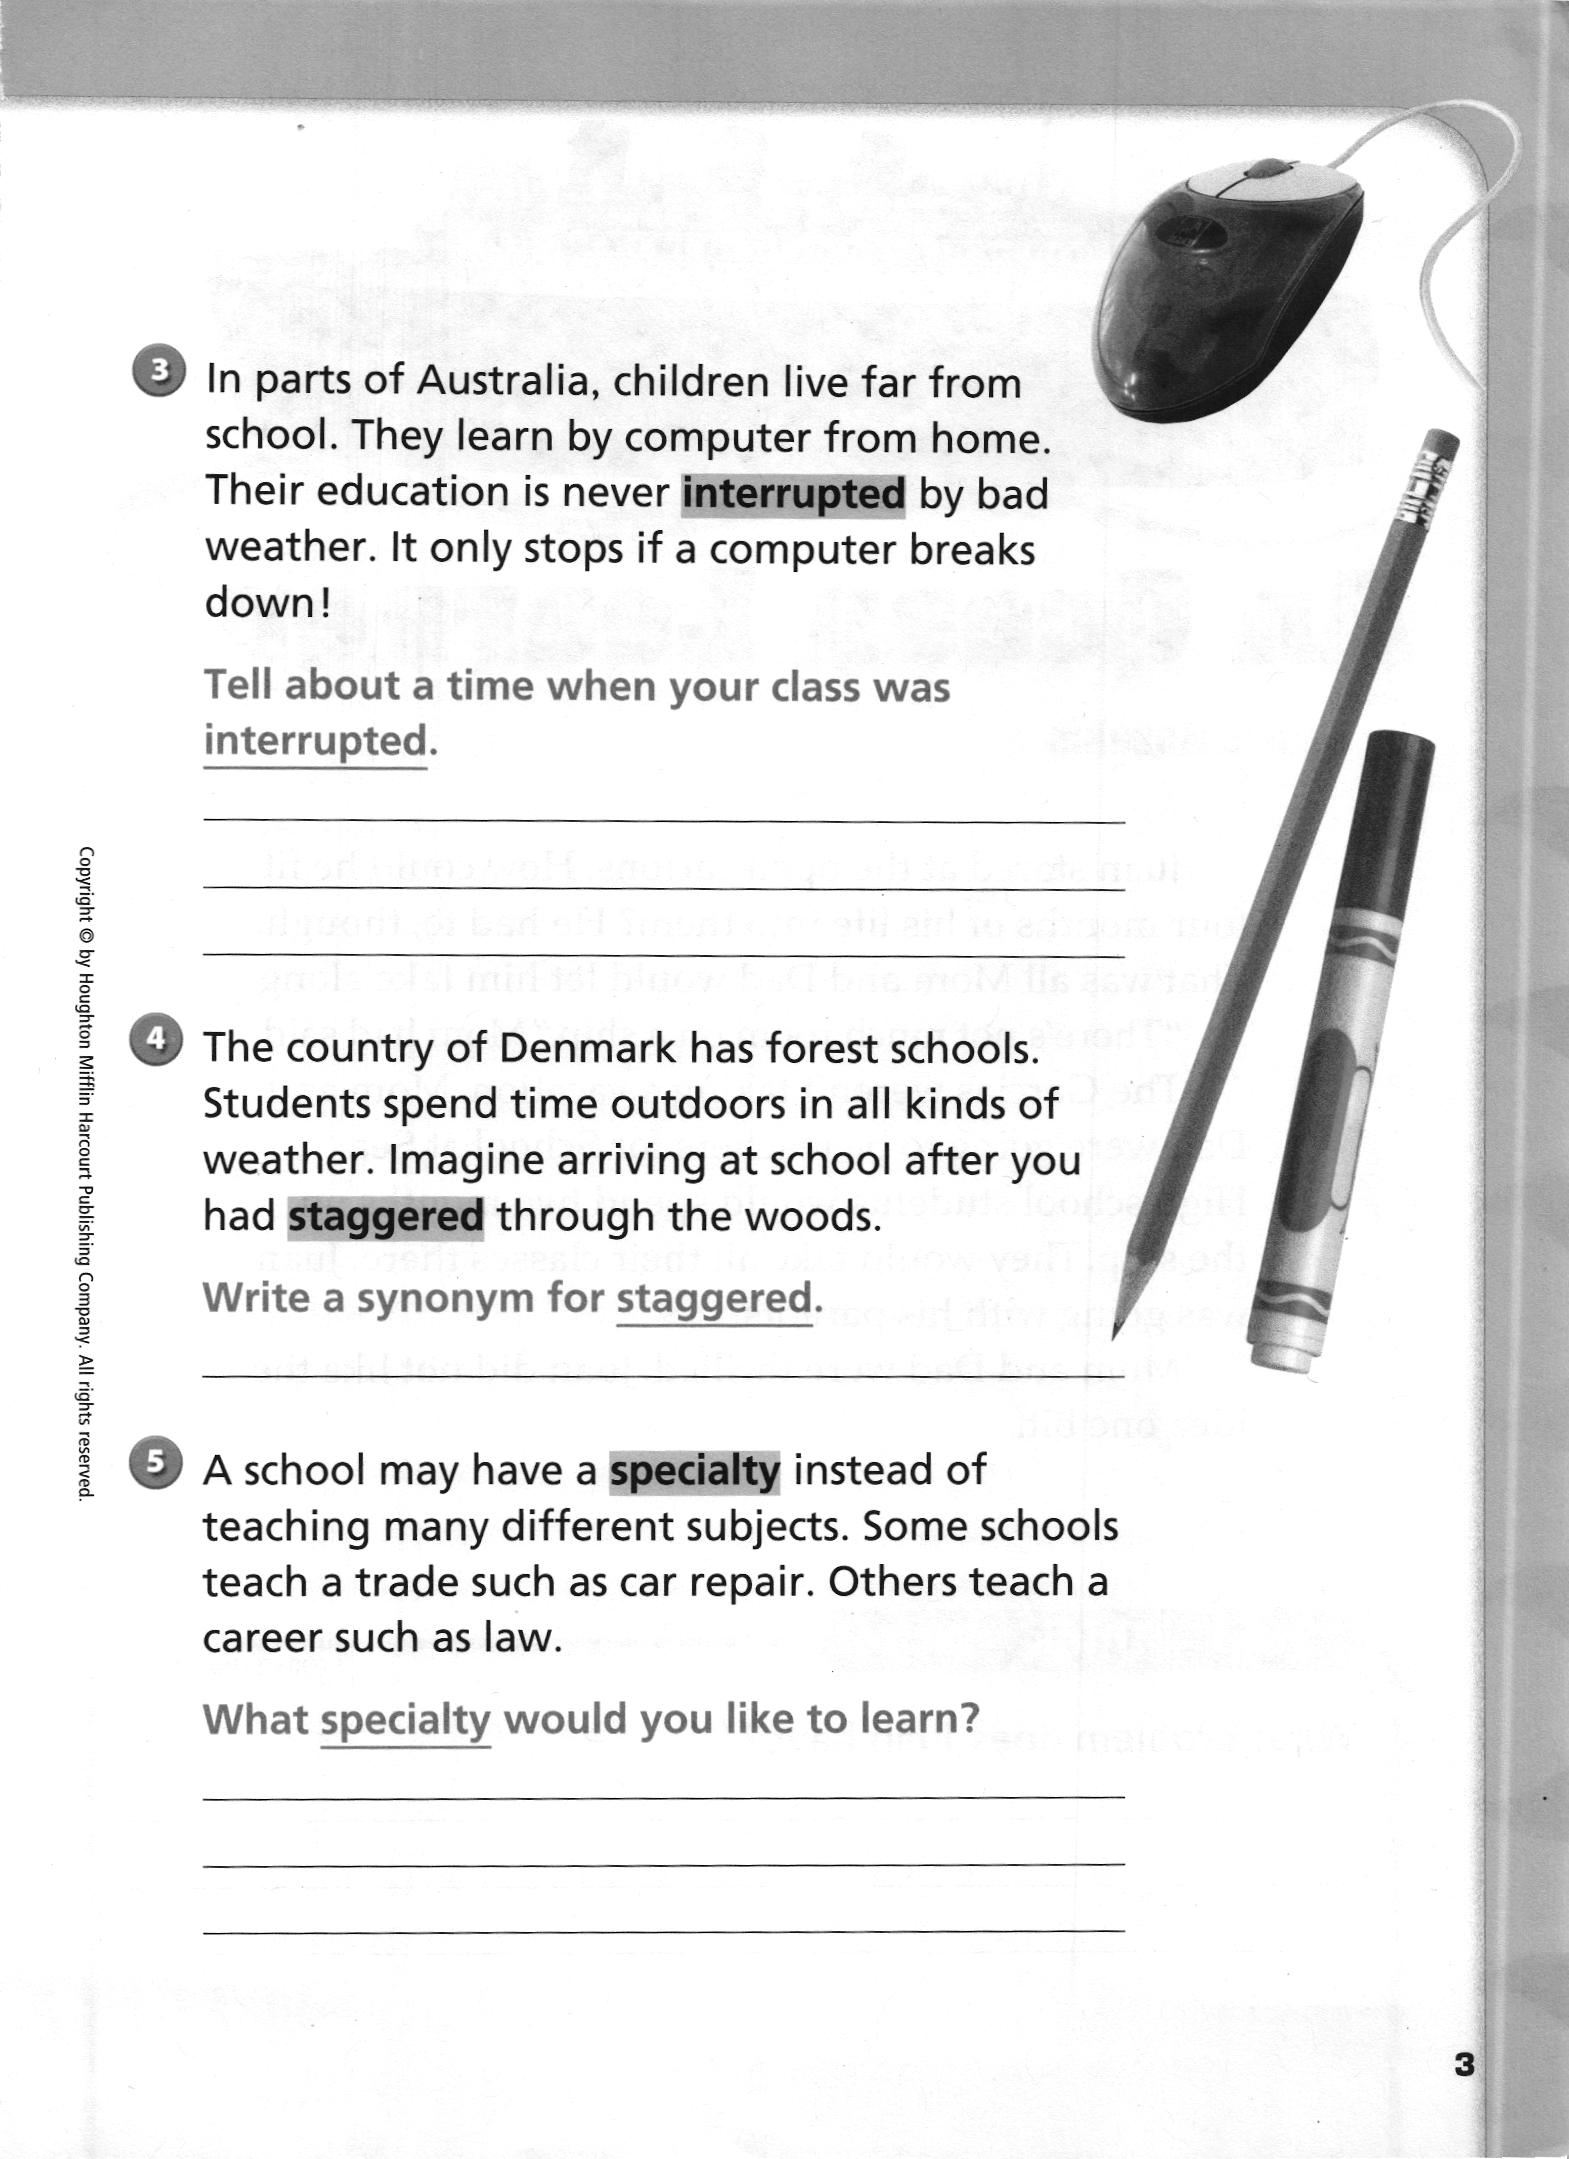 3 In parts of Australia, children live far from
school. They learn by computer from home.
Their education is never interrupted by bad
weather. It only stops if a computer breaks
down!
Tell about a time when your class was
interrupted.
4 The country of Denmark has forest schools.
Students spend time outdoors in all kinds of
weather. Imagine arriving at school after you
had staggered through the woods.
Write a synonym for staggered.
5 A school may have a specialty instead of
teaching many different subjects. Some schools
teach a trade such as car repair. Others teach a
career such as law.
What specialty would you like to learn?
Copyright © by Houghton Mifflin Harcourt Publishing Company. All rights reserved.
3